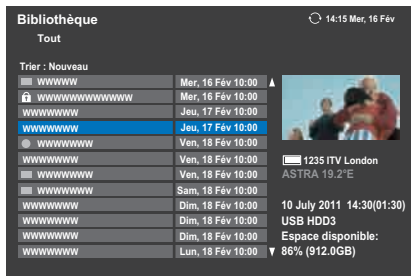 Bibliothèque
14:15 Mer, 16 Fév
Tout
Trier : Nouveau
wwwww Mer, 16 Fév 10:00
wwwwwwwwwwww Mer, 16 Fév 10:00
wwwwwww Jeu, 17 Fév 10:00
wwwwwww Jeu, 17 Fév 10:00
wwwwwww Ven, 18 Fév 10:00
wwwwwww Ven, 18 Fév 10:00
wwwwwww Ven, 18 Fév 10:00
wwwwwww Sam, 18 Fév 10:00
wwwwwww Dim, 18 Fév 10:00
wwwwwww Dim, 18 Fév 10:00
wwwwwww Dim, 18 Fév 10:00
wwwwwww Lun, 18 Fév 10:00
1235 ITV London
ASTRA 19.2°E
10 July 2011 14:30(01:30)
USB HDD3
Espace disponible:
86% (912.0GB)